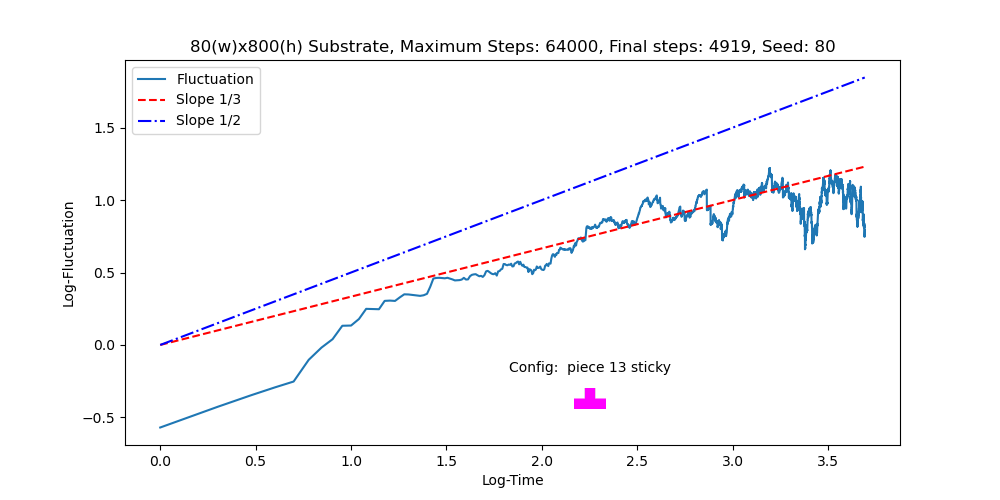 80(w)x800(h) Substrate, Maximum Steps: 64000, Final steps: 4919, Seed: 80
Fluctuation
Slope 1/3
Slope 1/2
1.5
1.0
0.5
0.0
−0.5
Log-Fluctuation
Config:  piece 13 sticky
0.0 0.5 1.0 1.5 2.0 2.5 3.0 3.5
Log-Time